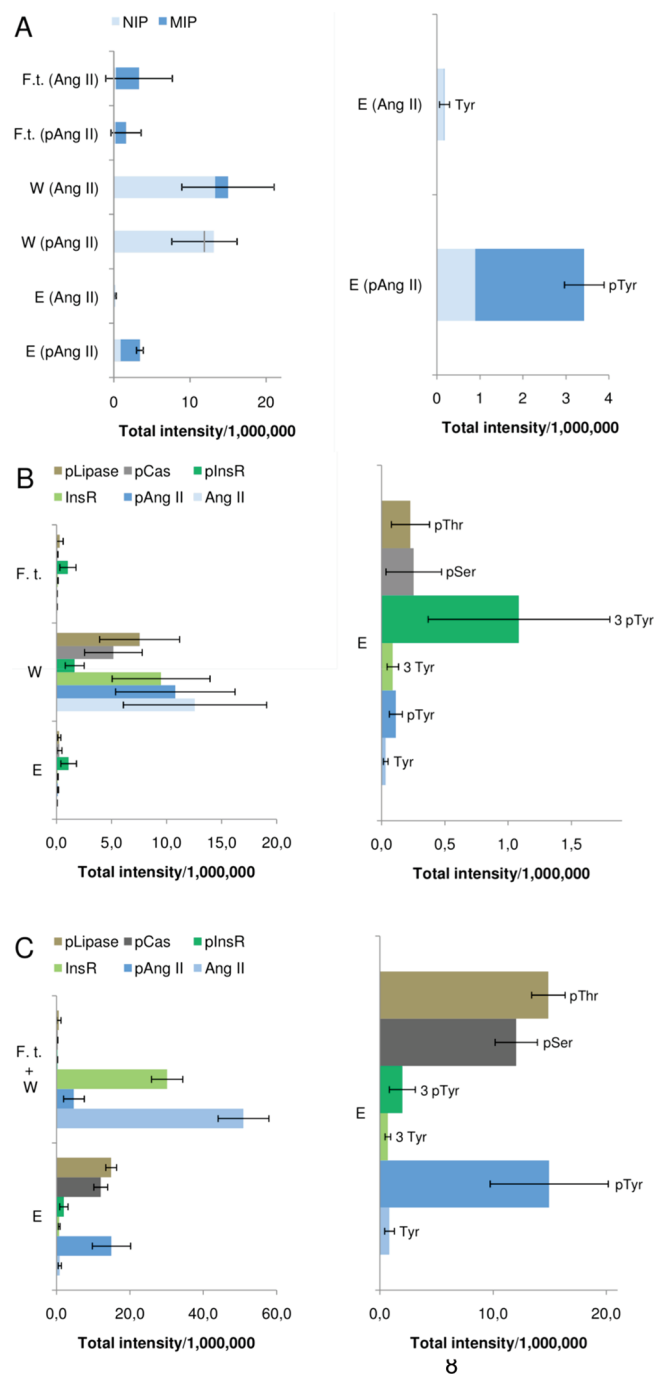 A
NIP MIP
F.t. (Ang II)
F.t. (pAng II)
W (Ang II)
W (pAng II)
E (Ang II)
E (pAng II)
0 10 20
Total intensity/1,000,000
E (Ang II)
Tyr
E (pAng II)
pTyr
0 1 2 3 4
Total intensity/1,000,000
B
pLipase pCas pInsR
InsR pAng II Ang II
F. t.
W
E
0,0 5,0 10,0 15,0 20,0
Total intensity/1,000,000
pThr
pSer
3 pTyr
E
3 Tyr
pTyr
Tyr
0,0 0,5 1,0 1,5
Total intensity/1,000,000
C
pLipase pCas pInsR
InsR pAng II Ang II
F. t.
+
W
E
0,0 20,0 40,0 60,0
Total intensity/1,000,000
pThr
pSer
3 pTyr
E
3 Tyr
pTyr
Tyr
0,0 10,0 20,0
Total intensity/1,000,000
8